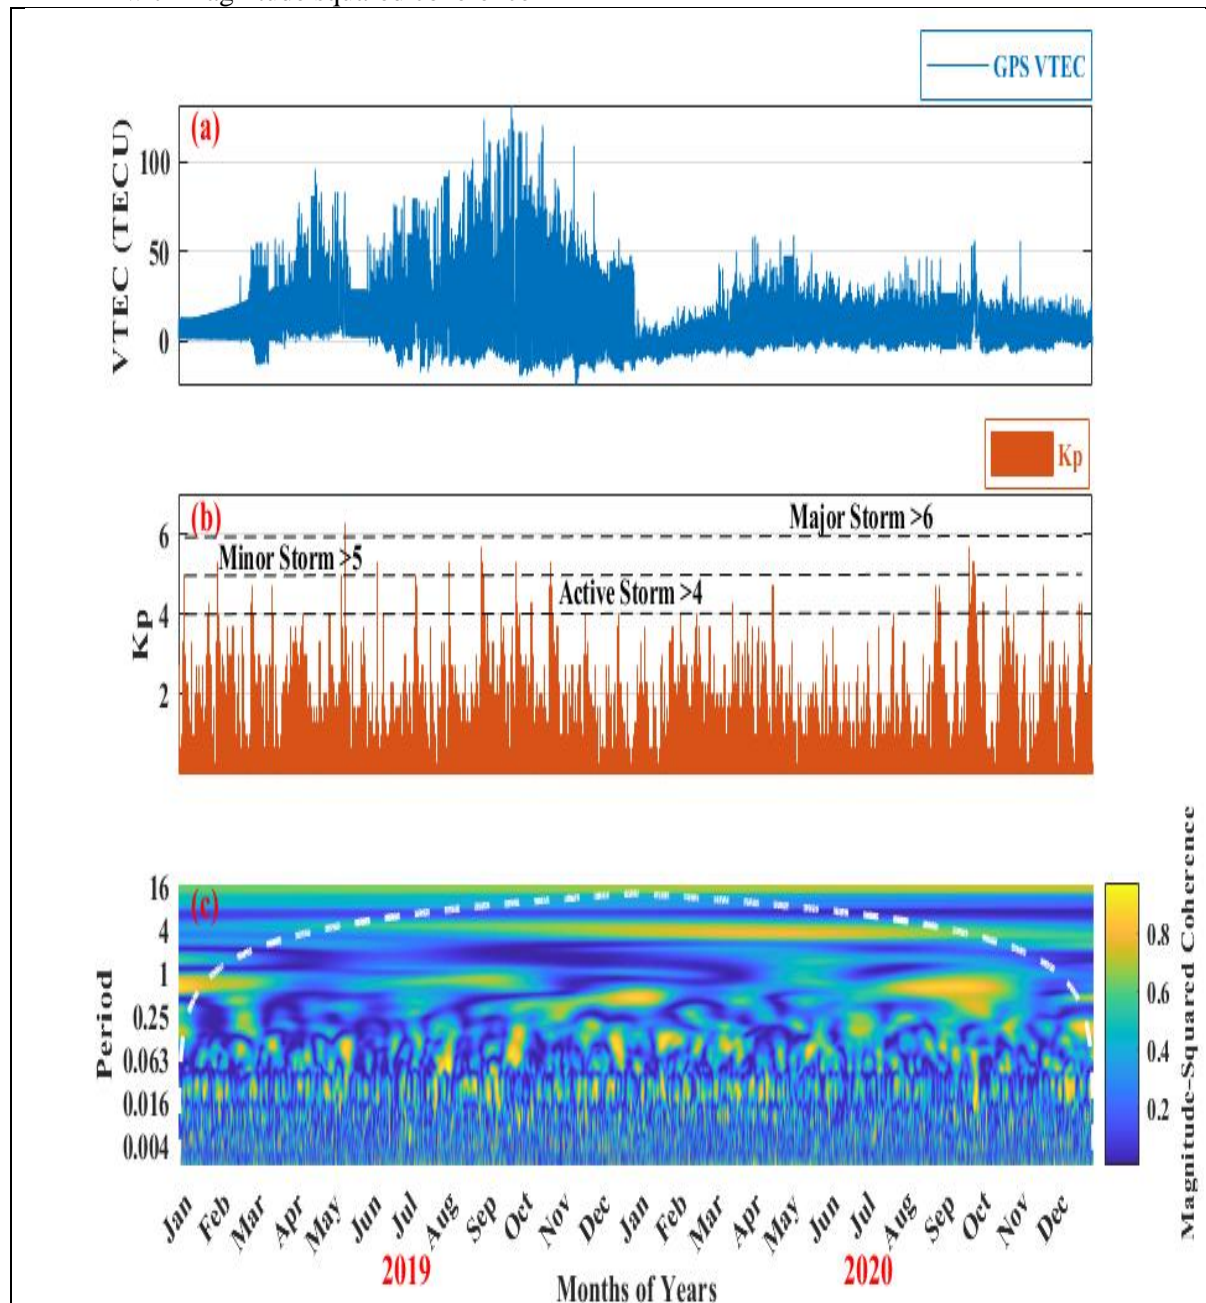 GPS VTEC
(a)
VTEC (TECU)
100
50
0
Kp
(b)
Kp
6
4
2
Major Storm >6
Minor Storm >5
Active Storm >4
(c)
Period
16
4
1
0.25
0.063
0.016
0.004
0.8
0.6
0.4
0.2
Magnitude-Squared Coherence
Jan Feb Mar Apr May Jun Jul Aug Sep Oct Nov Dec Jan Feb Mar Apr May Jun Jul Aug Sep Oct Nov Dec
2019 2020
Months of Years